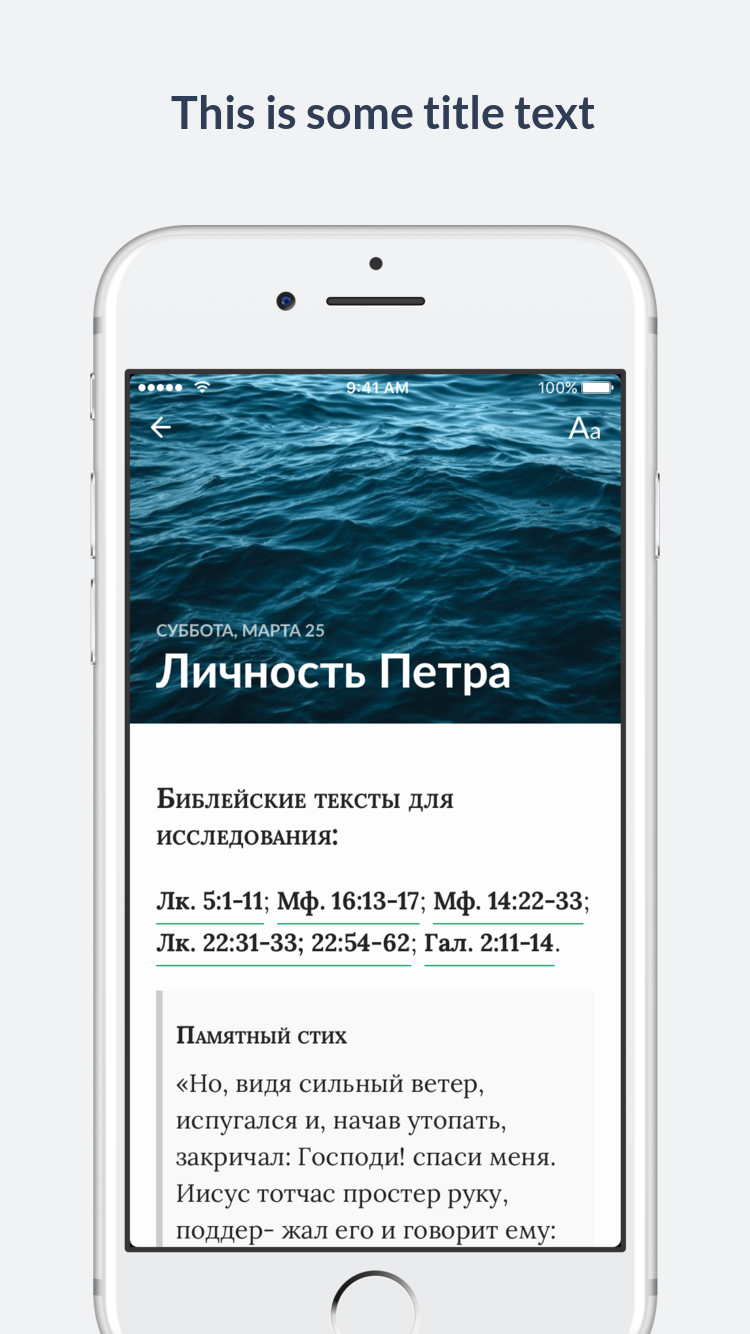 This is some title text
9:41 AM
100%
Aa
СУББОТА, МАРТА 25
Личность Петра
Библейские тексты для
исследования:
Лк. 5:1-11; Мф. 16:13-17; Мф. 14:22-33;
Лк. 22:31-33; 22:54-62; Гал. 2:11-14.
Памятный стих
«Но, видя сильный ветер,
испугался и, начав утопать,
закричал: Господи! спаси меня.
Иисус тотчас простер руку,
поддер- жал его и говорит ему: